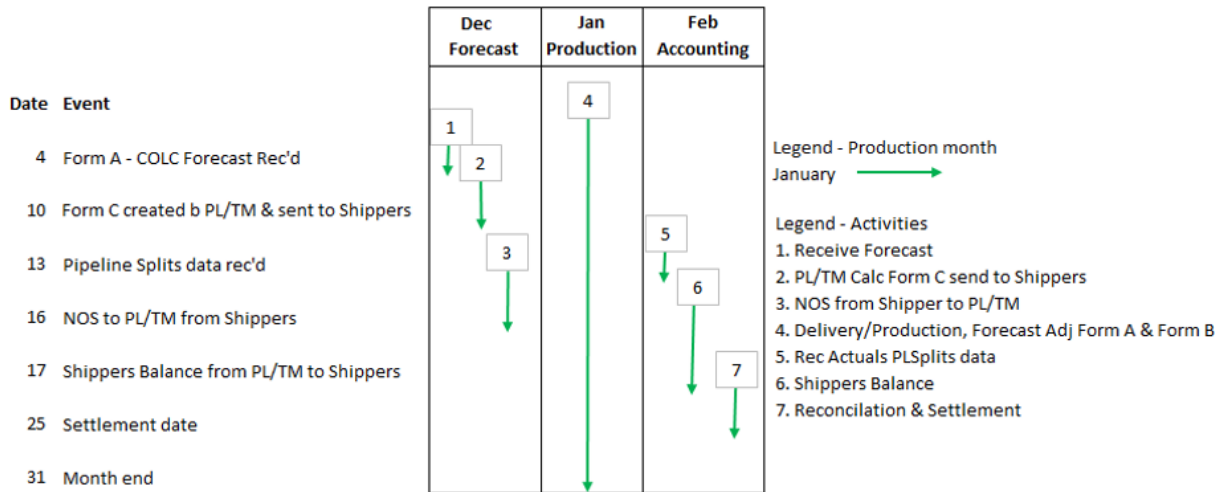 Dec Jan Feb
Forecast Production Accounting
Date Event
4
1
4 Form A - COLC Forecast Rec'd
2
10 Form C created b PL/TM & sent to Shippers
3
5
13 Pipeline Splits data rec'd
6
16 NOS to PL/TM from Shippers
17 Shippers Balance from PL/TM to Shippers
7
25 Settlement date
31 Month end
Legend - Production month
January
Legend - Activities
1. Receive Forecast
2. PL/TM Calc Form C send to Shippers
3. NOS from Shipper to PL/TM
4. Delivery/Production, Forecast Adj Form A & Form B
5. Rec Actuals PLSplits data
6. Shippers Balance
7. Reconcilation & Settlement